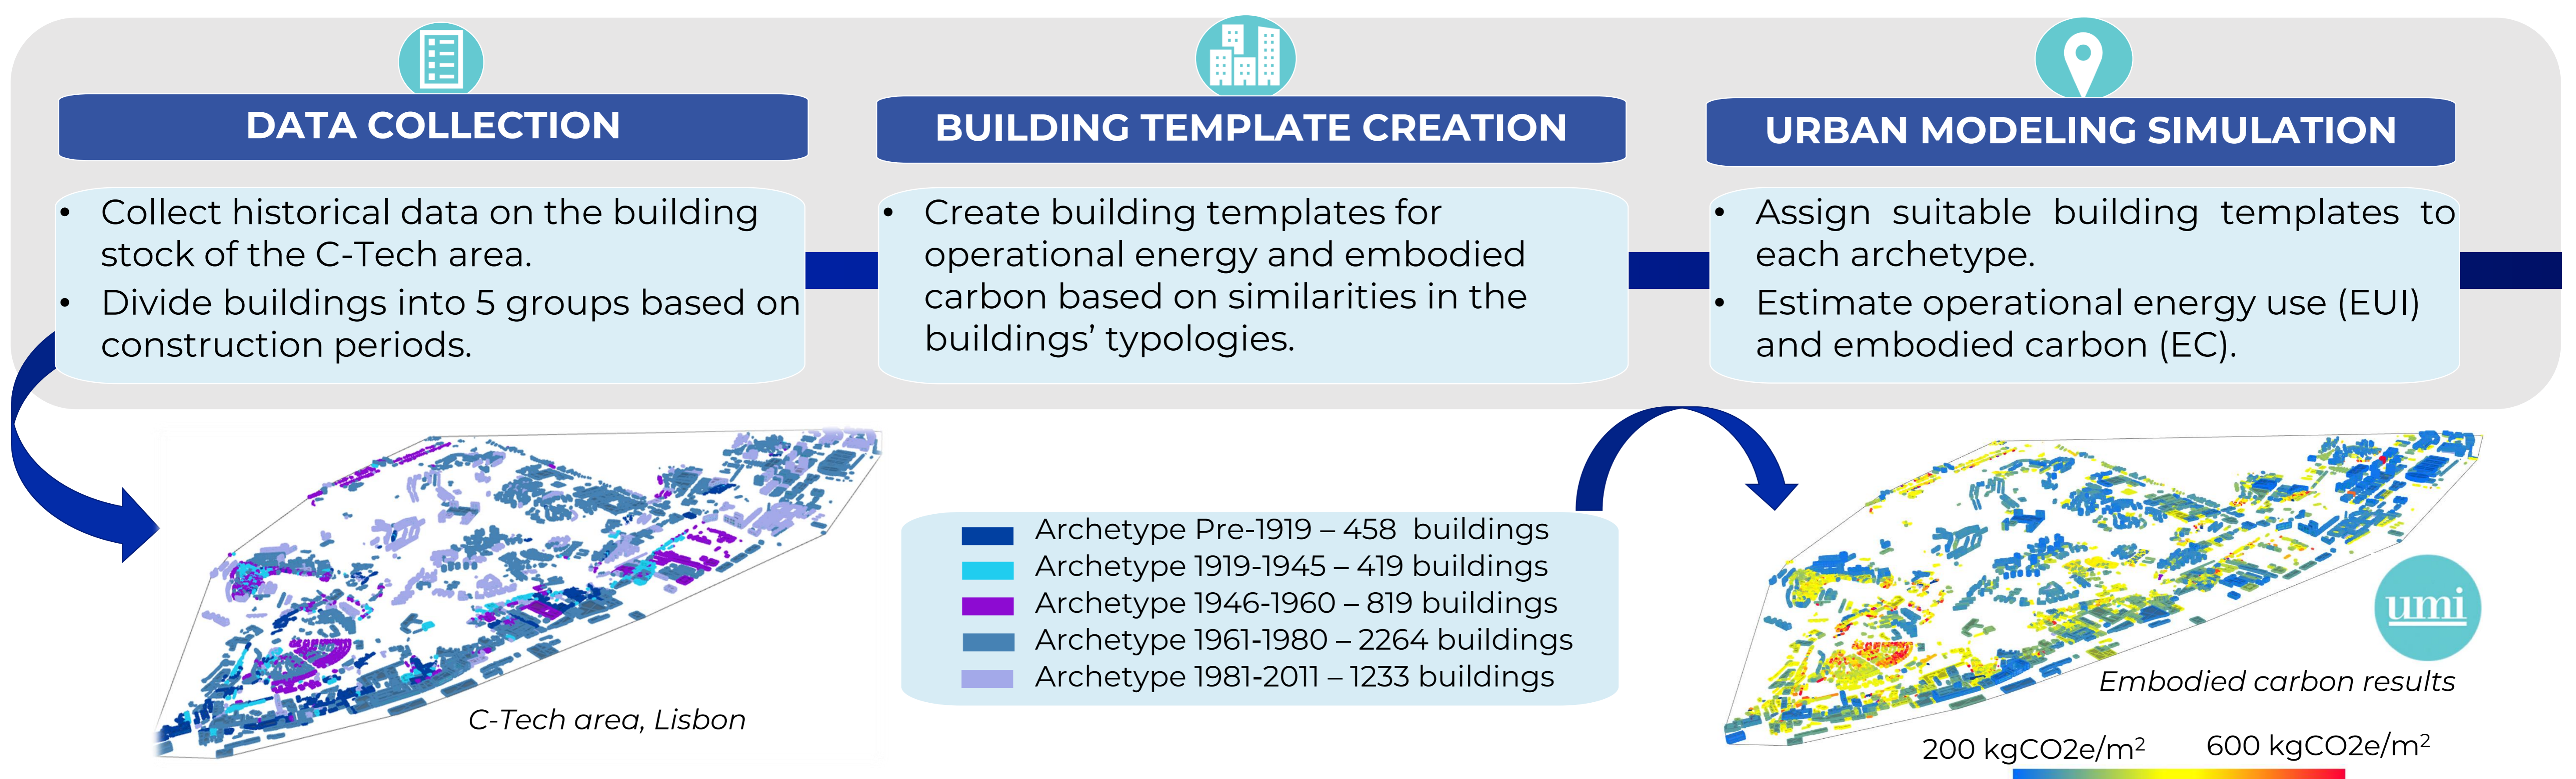 DATA COLLECTION
• Collect historical data on the building
stock of the C-Tech area.
• Divide buildings into 5 groups based on
construction periods.
BUILDING TEMPLATE CREATION
• Create building templates for
operational energy and embodied
carbon based on similarities in the
buildings’ typologies.
URBAN MODELING SIMULATION
• Assign suitable building templates to
each archetype.
• Estimate operational energy use (EUI)
and embodied carbon (EC).
C-Tech area, Lisbon
Archetype Pre-1919 – 458 buildings
Archetype 1919-1945 – 419 buildings
Archetype 1946-1960 – 819 buildings
Archetype 1961-1980 – 2264 buildings
Archetype 1981-2011 – 1233 buildings
umi
Embodied carbon results
200 kgCO2e/m² 600 kgCO2e/m²